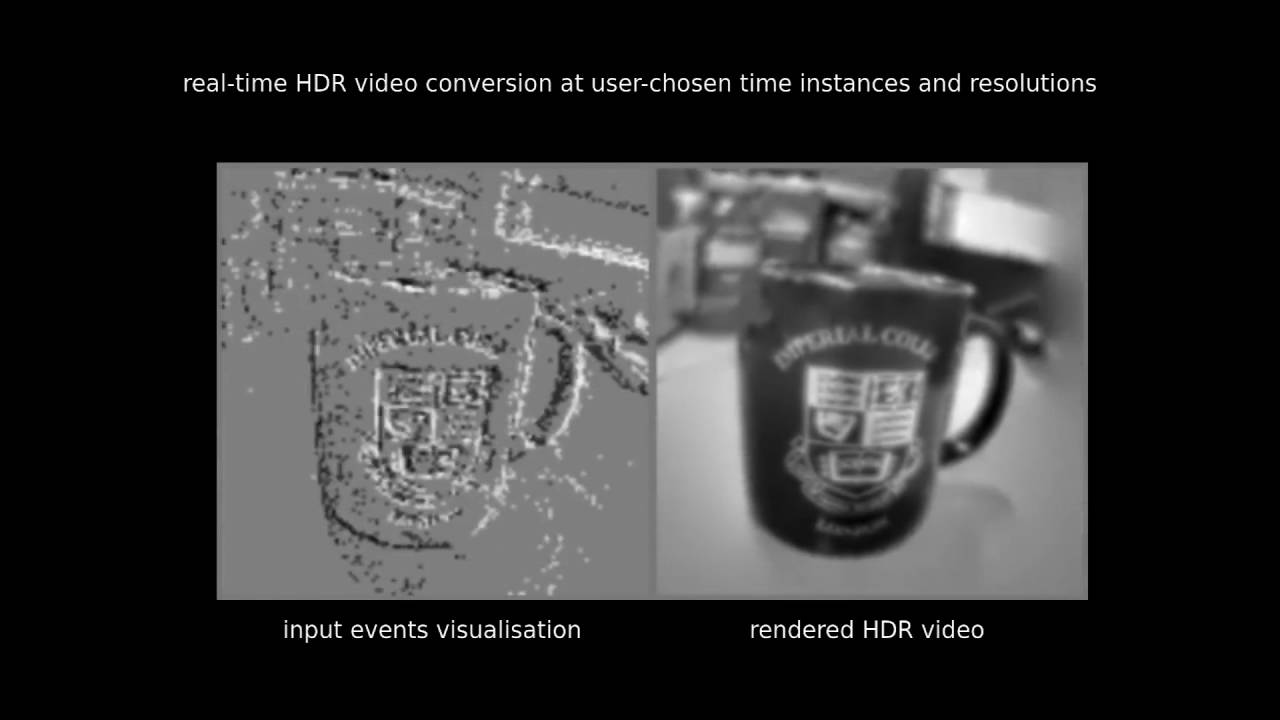 real-time HDR video conversion at user-chosen time instances and resolutions
IMPERIAL COLL
LONDON
input events visualisation
rendered HDR video